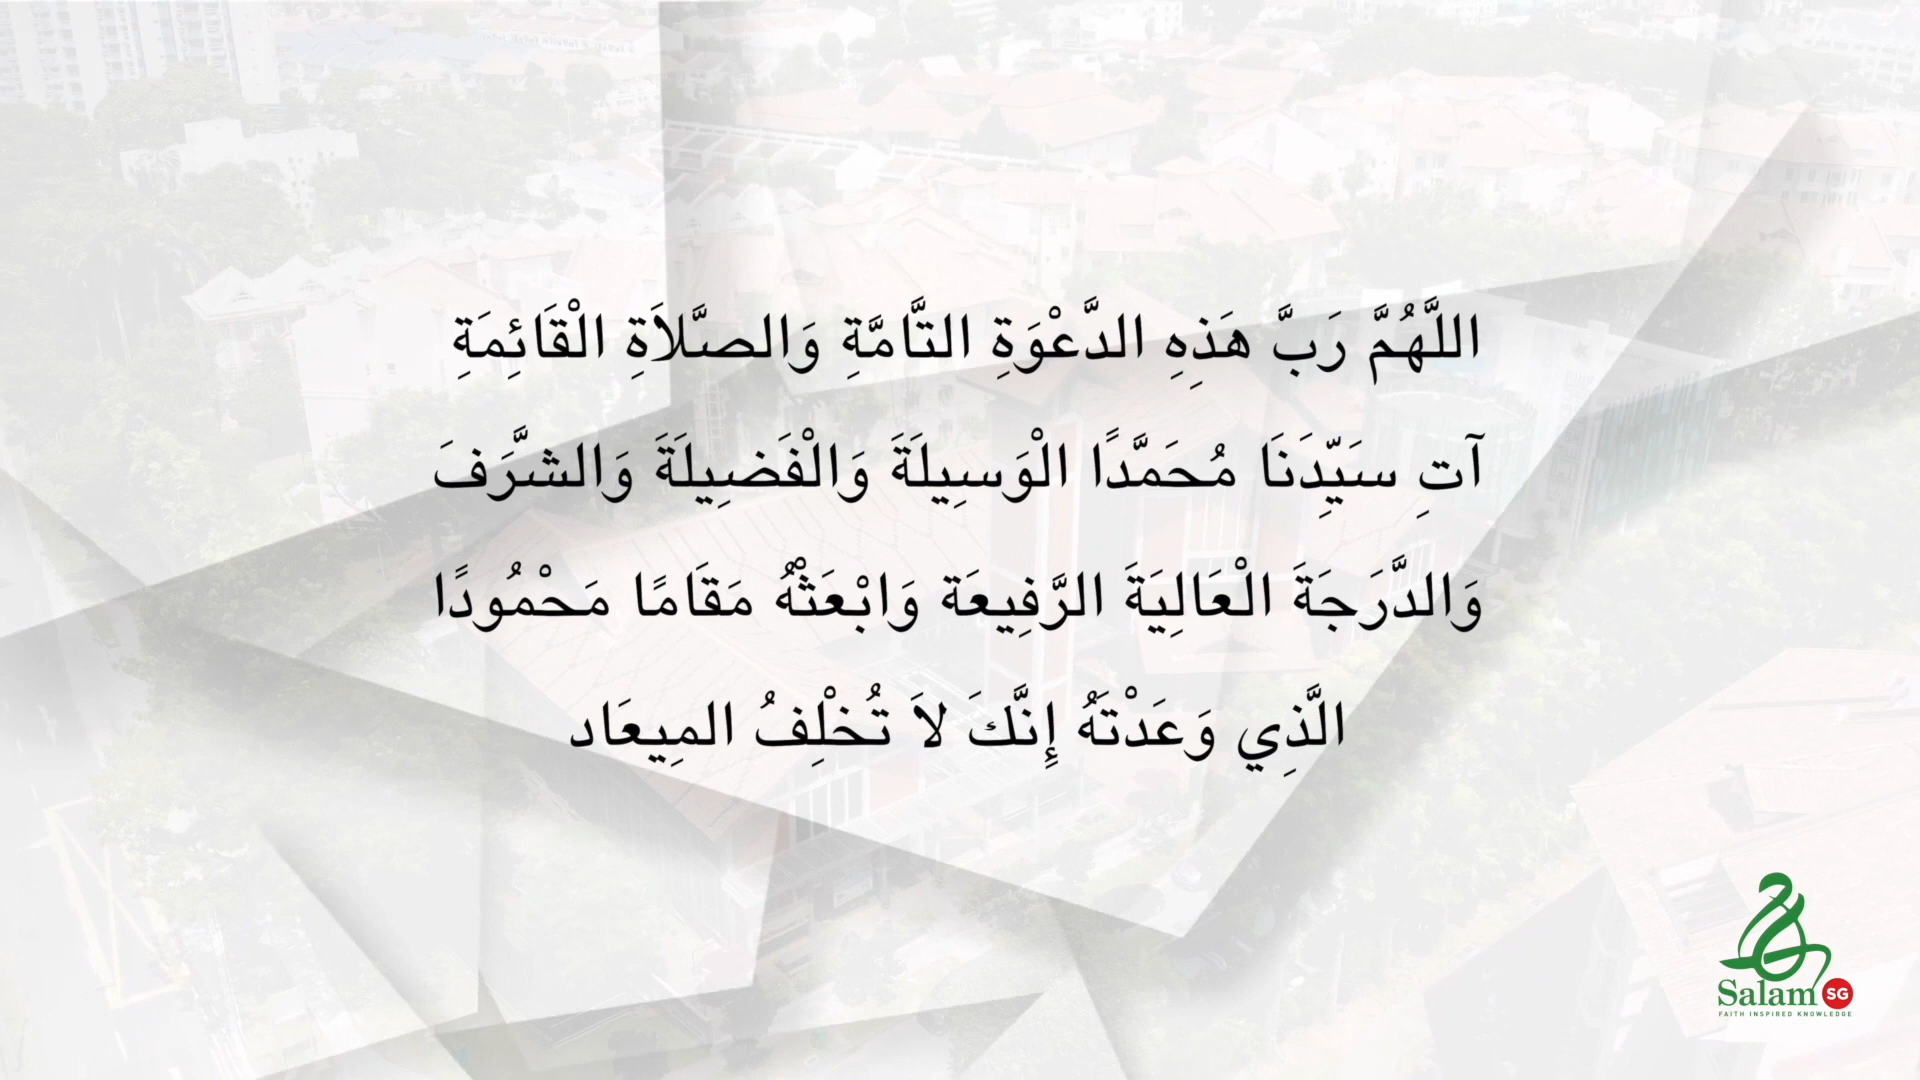 اللَّهُمَّ رَبَّ هَذِهِ الدَّعْوَةِ التَّامَّةِ وَالصَّلاَةِ الْقَائِمَةِ
آتِ سَيِّدَنَا مُحَمَّدًا الْوَسِيلَةَ وَالْفَضِيلَةَ وَالشَّرَفَ
وَالدَّرَجَةَ الْعَالِيَةَ الرَّفِيعَة وَابْعَثْهُ مَقَامًا مَحْمُودًا
الَّذِي وَعَدْتَهُ إِنَّكَ لاَ تُخْلِفُ المِيعَاد
Salam SG
FAITH INSPIRED KNOWLEDGE